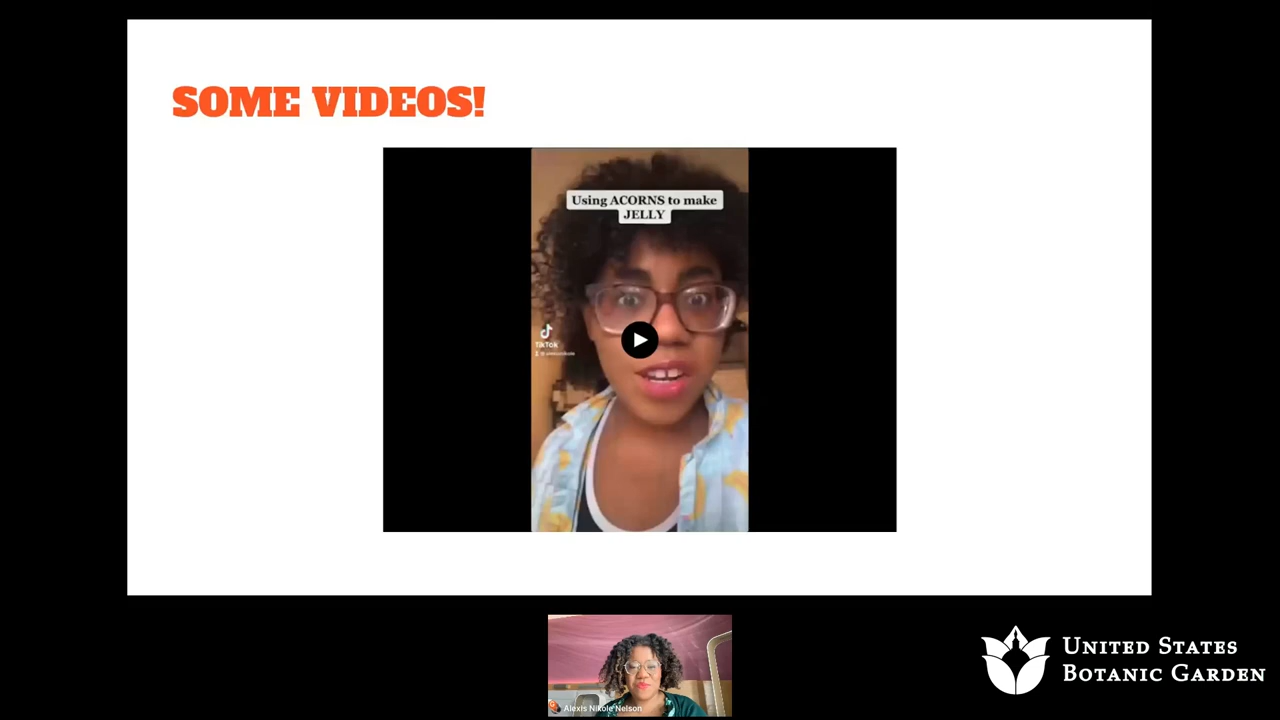 SOME VIDEOS!
Using ACORNS to make
JELLY
TikTok
Alexis Nikole Nelson
UNITED STATES
BOTANIC GARDEN